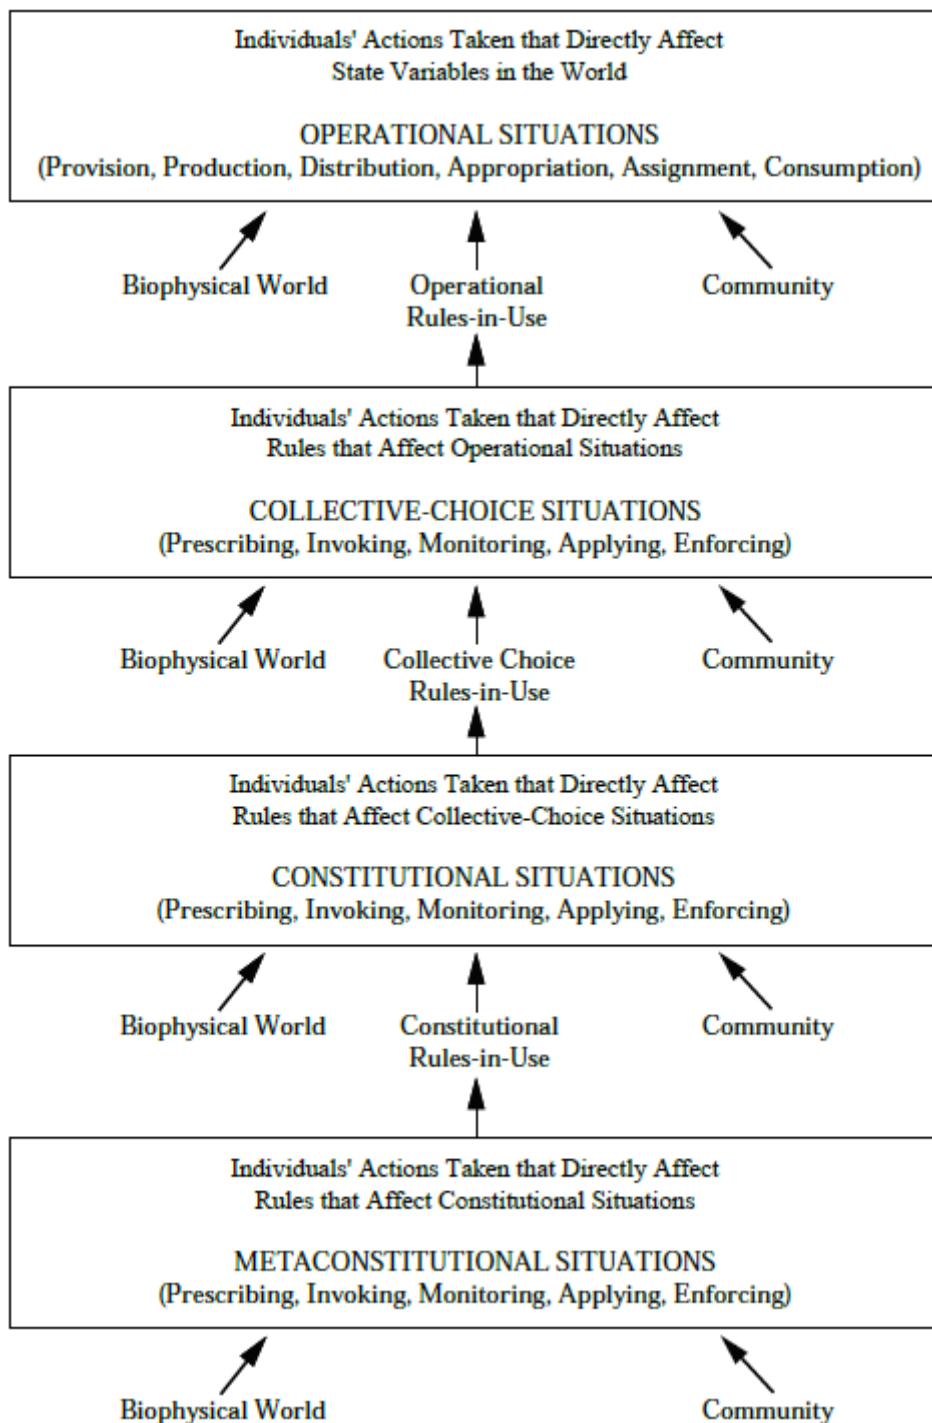 Individuals' Actions Taken that Directly Affect
State Variables in the World
OPERATIONAL SITUATIONS
(Provision, Production, Distribution, Appropriation, Assignment, Consumption)
Biophysical World
Operational
Rules-in-Use
Community
Individuals' Actions Taken that Directly Affect
Rules that Affect Operational Situations
COLLECTIVE-CHOICE SITUATIONS
(Prescribing, Invoking, Monitoring, Applying, Enforcing)
Biophysical World
Collective Choice
Rules-in-Use
Community
Individuals' Actions Taken that Directly Affect
Rules that Affect Collective-Choice Situations
CONSTITUTIONAL SITUATIONS
(Prescribing, Invoking, Monitoring, Applying, Enforcing)
Biophysical World
Constitutional
Rules-in-Use
Community
Individuals' Actions Taken that Directly Affect
Rules that Affect Constitutional Situations
METACONSTITUTIONAL SITUATIONS
(Prescribing, Invoking, Monitoring, Applying, Enforcing)
Biophysical World
Community